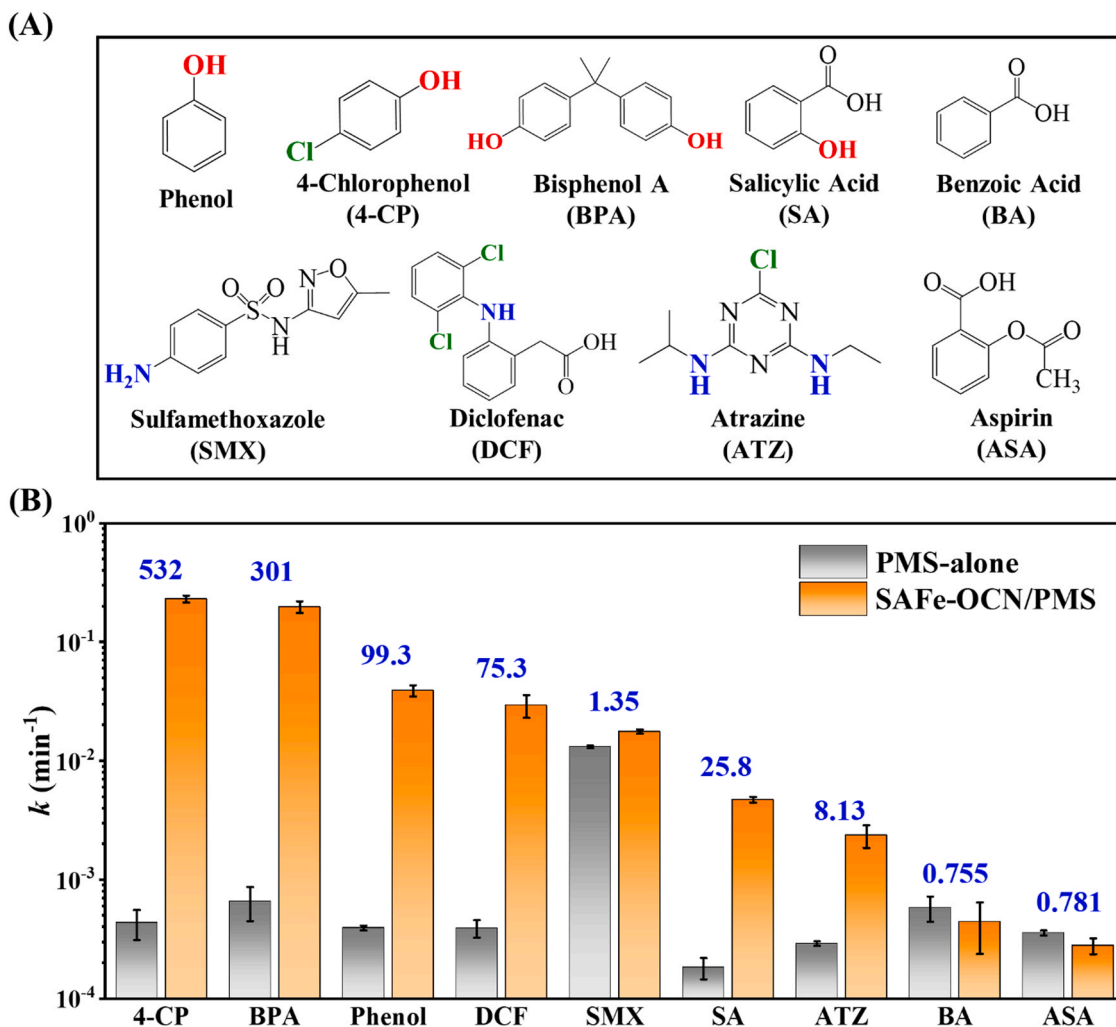 (A)
OH
Phenol
OH
Cl
4-Chlorophenol
(4-CP)
HO
OH
Bisphenol A
(BPA)
O
OH
OH
Salicylic Acid
(SA)
O
OH
Benzoic Acid
(BA)
O
O
S
N
H
N
O
H₂N
Sulfamethoxazole
(SMX)
Cl
NH
Cl
OH
O
Diclofenac
(DCF)
Cl
N
N
N
N
H
N
H
Atrazine
(ATZ)
O
OH
O
O
CH₃
Aspirin
(ASA)
(B)
10⁰
10⁻¹
10⁻²
10⁻³
10⁻⁴
k (min⁻¹)
PMS-alone
SAFe-OCN/PMS
532
301
99.3
75.3
1.35
25.8
8.13
0.755
0.781
4-CP BPA Phenol DCF SMX SA ATZ BA ASA